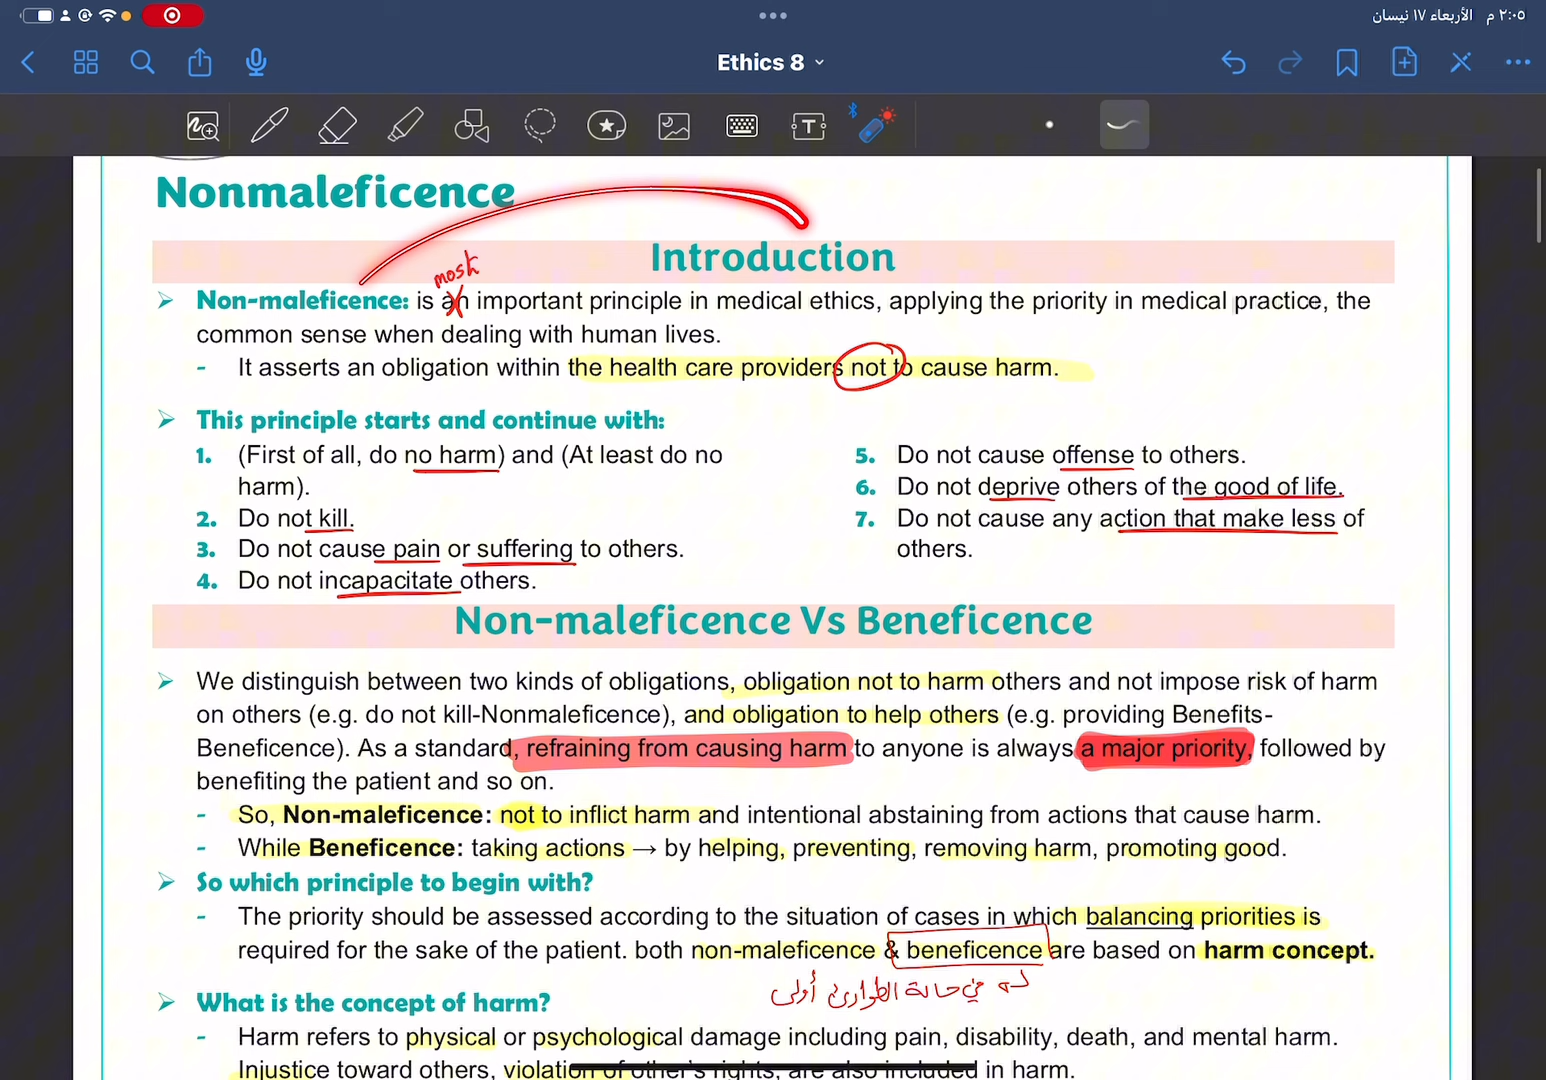 ٢:٠٥ م الأربعاء ١٧ نيسان
Ethics 8
Nonmaleficence
Introduction
most
Non-maleficence: is an important principle in medical ethics, applying the priority in medical practice, the
common sense when dealing with human lives.
- It asserts an obligation within the health care providers not to cause harm.
This principle starts and continue with:
1. (First of all, do no harm) and (At least do no
harm).
2. Do not kill.
3. Do not cause pain or suffering to others.
4. Do not incapacitate others.
5. Do not cause offense to others.
6. Do not deprive others of the good of life.
7. Do not cause any action that make less of
others.
Non-maleficence Vs Beneficence
We distinguish between two kinds of obligations, obligation not to harm others and not impose risk of harm
on others (e.g. do not kill-Nonmaleficence), and obligation to help others (e.g. providing Benefits-
Beneficence). As a standard, refraining from causing harm to anyone is always a major priority, followed by
benefiting the patient and so on.
- So, Non-maleficence: not to inflict harm and intentional abstaining from actions that cause harm.
- While Beneficence: taking actions → by helping, preventing, removing harm, promoting good.
So which principle to begin with?
- The priority should be assessed according to the situation of cases in which balancing priorities is
required for the sake of the patient. both non-maleficence & beneficence are based on harm concept.
في حالة الطوارئ أولى
What is the concept of harm?
- Harm refers to physical or psychological damage including pain, disability, death, and mental harm.
Injustice toward others, violation of other's rights, are also included in harm.